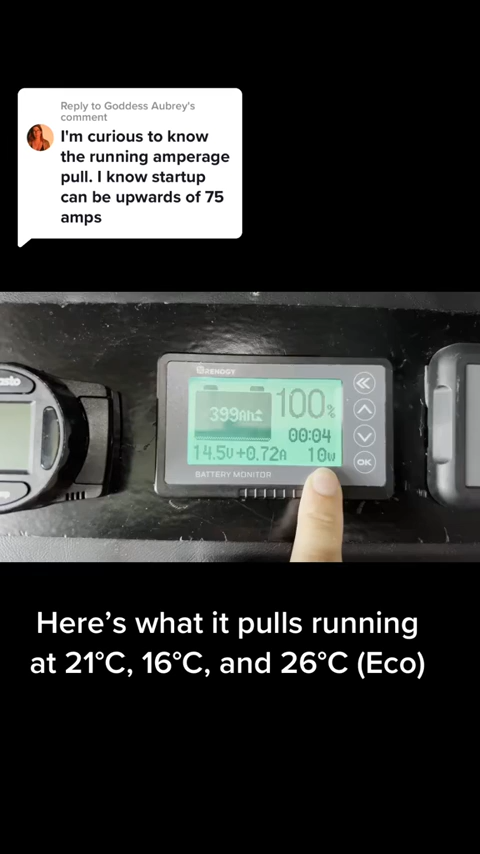 Reply to Goddess Aubrey's
comment
I'm curious to know
the running amperage
pull. I know startup
can be upwards of 75
amps
RENOGY
399Ah
100%
00:04
14.5V+0.72A 10W
OK
BATTERY MONITOR
Here's what it pulls running
at 21°C, 16°C, and 26°C (Eco)